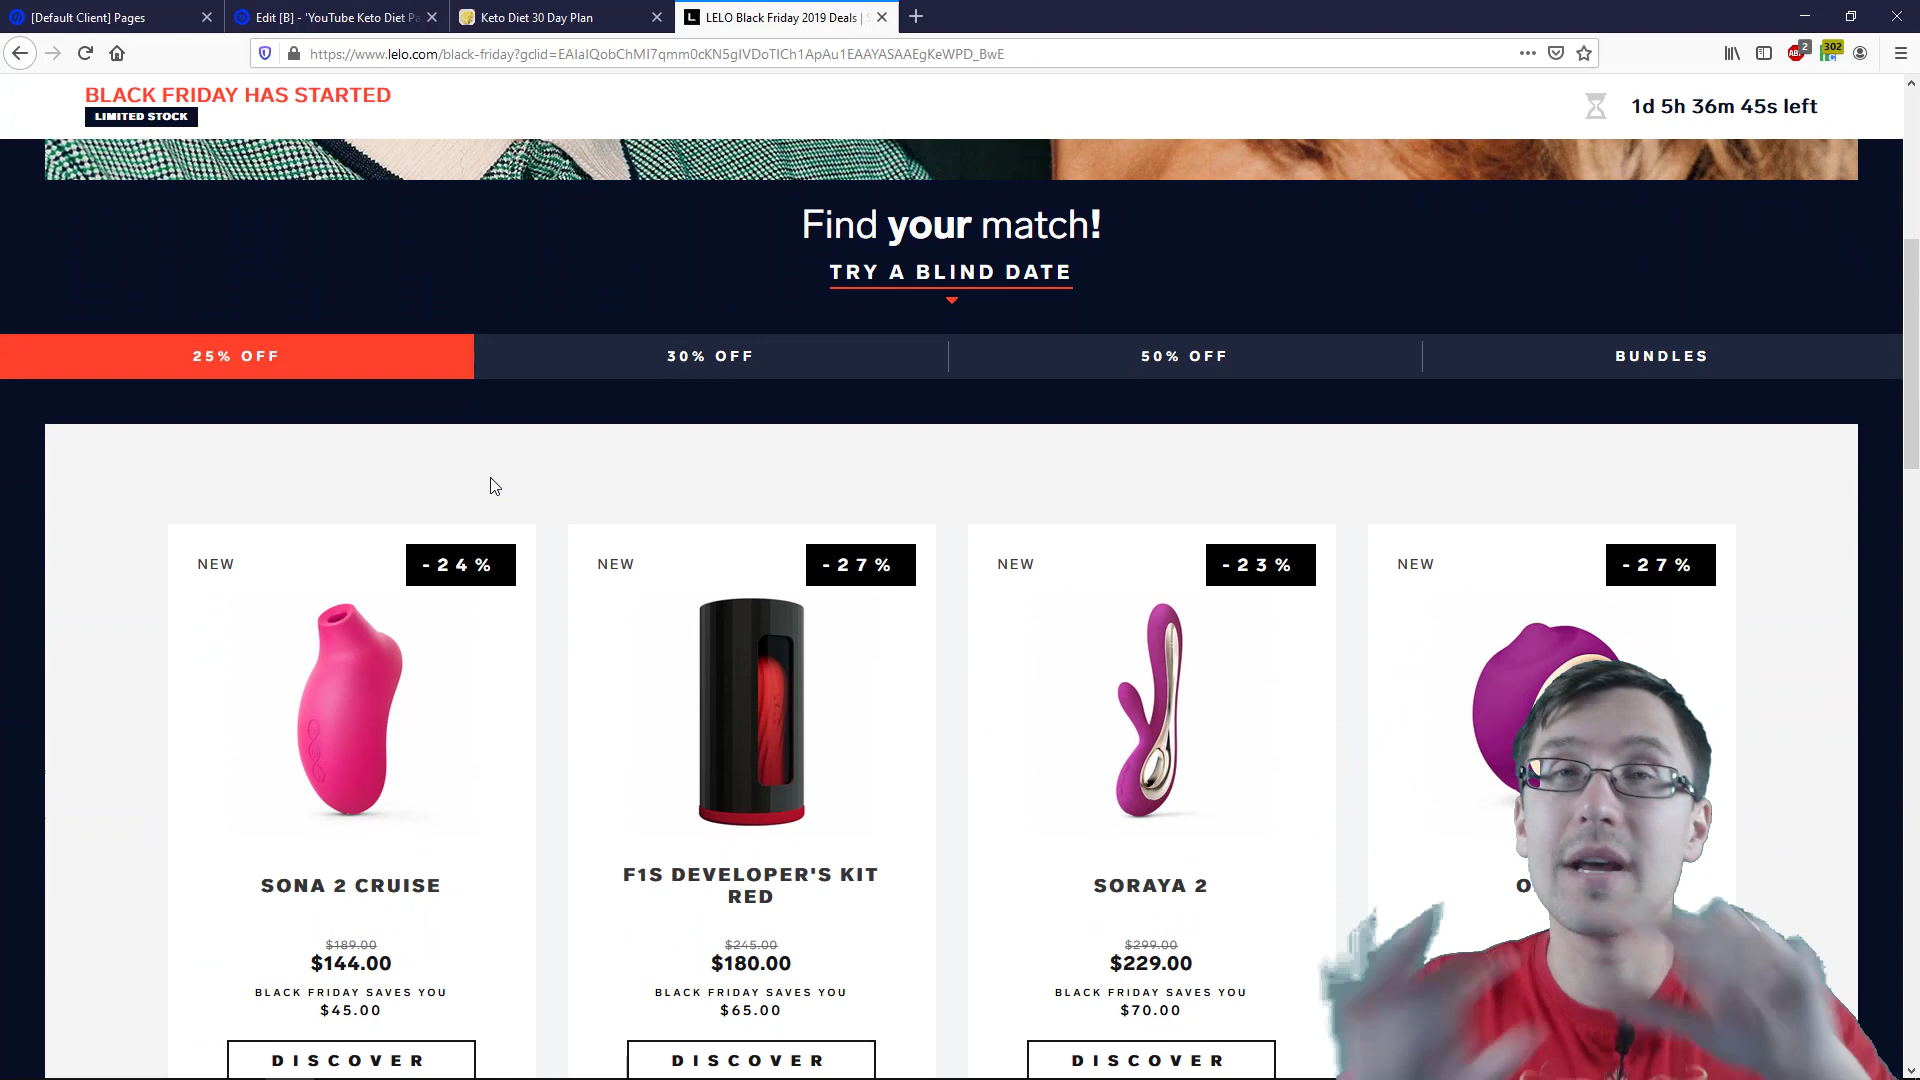 [Default Client] Pages
Edit [B] - 'YouTube Keto Diet Pa
Keto Diet 30 Day Plan
LELO Black Friday 2019 Deals | S
https://www.lelo.com/black-friday?gclid=EAIaIQobChMI7qmm0cKN5gIVDoTICh1ApAu1EAAYASAAEgKeWPD_BwE
2
302
BLACK FRIDAY HAS STARTED
LIMITED STOCK
1d 5h 36m 45s left
Find your match!
TRY A BLIND DATE
25% OFF
30% OFF
50% OFF
BUNDLES
NEW
-24%
NEW
-27%
NEW
-23%
NEW
-27%
SONA 2 CRUISE
F1S DEVELOPER'S KIT
RED
SORAYA 2
$189.00
$144.00
BLACK FRIDAY SAVES YOU
$45.00
$245.00
$180.00
BLACK FRIDAY SAVES YOU
$65.00
$299.00
$229.00
BLACK FRIDAY SAVES YOU
$70.00
DISCOVER
DISCOVER
DISCOVER